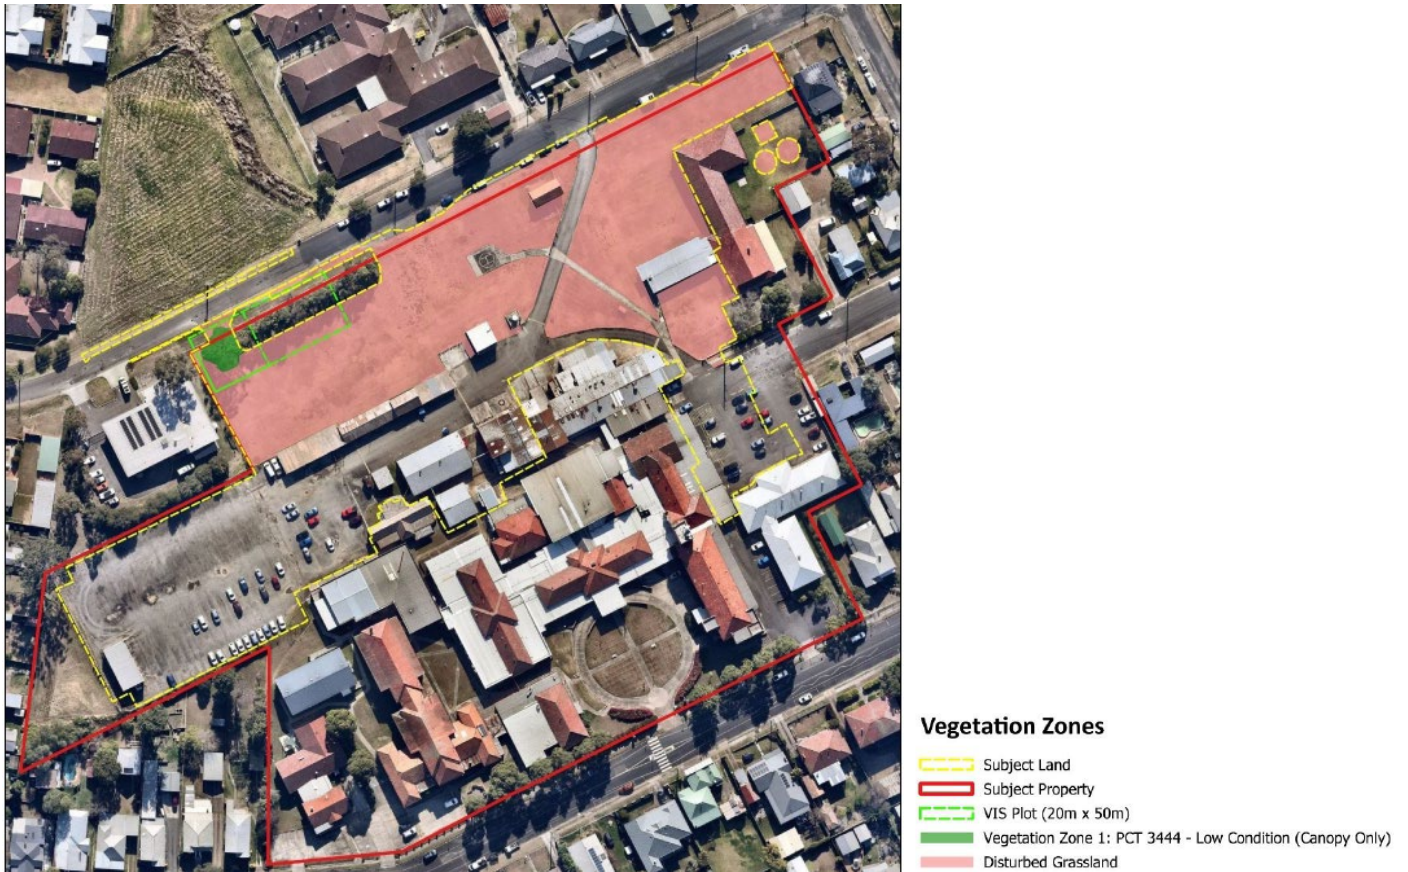 Vegetation Zones
Subject Land
Subject Property
VIS Plot (20m x 50m)
Vegetation Zone 1: PCT 3444 - Low Condition (Canopy Only)
Disturbed Grassland